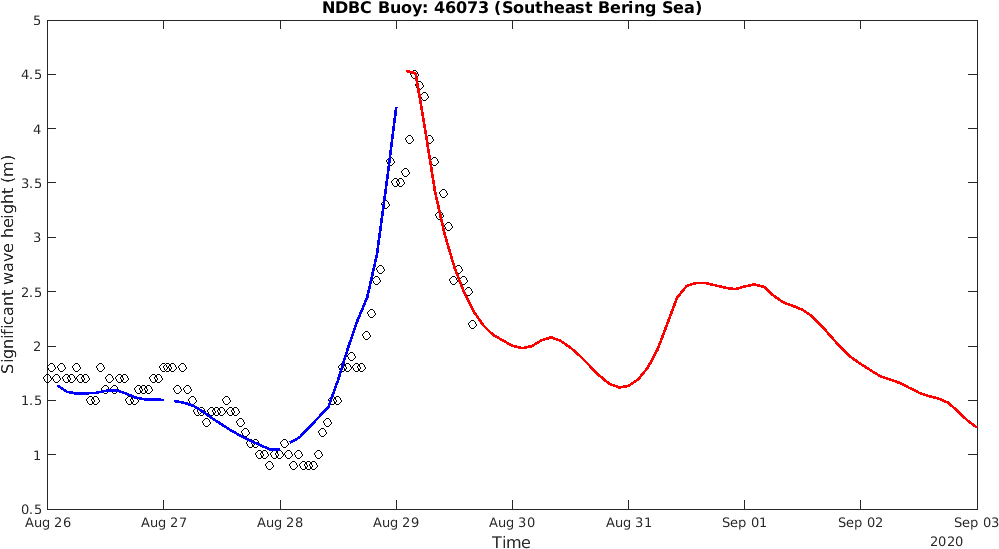 NDBC Buoy: 46073 (Southeast Bering Sea)
Significant wave height (m)
5
4.5
4
3.5
3
2.5
2
1.5
1
0.5
Aug 26 Aug 27 Aug 28 Aug 29 Aug 30 Aug 31 Sep 01 Sep 02 Sep 03
Time
2020